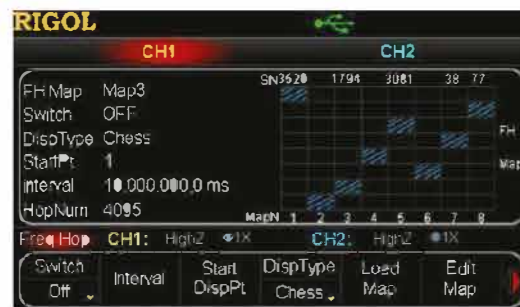 RIGOL
CH1 CH2
FH Map Map3
Switch OFF
DispType Chess
StartPt 1
Interval 10.000,000,0 ms
HopNum 4095
SN 3620 1794 3081 38 77
FH
Map
MapN 1 2 3 4 5 6 7 8
Freq Hop CH1: HighZ 1X CH2: HighZ 1X
Switch Off
Interval
Start DispPt
DispType Chess
Load Map
Edit Map